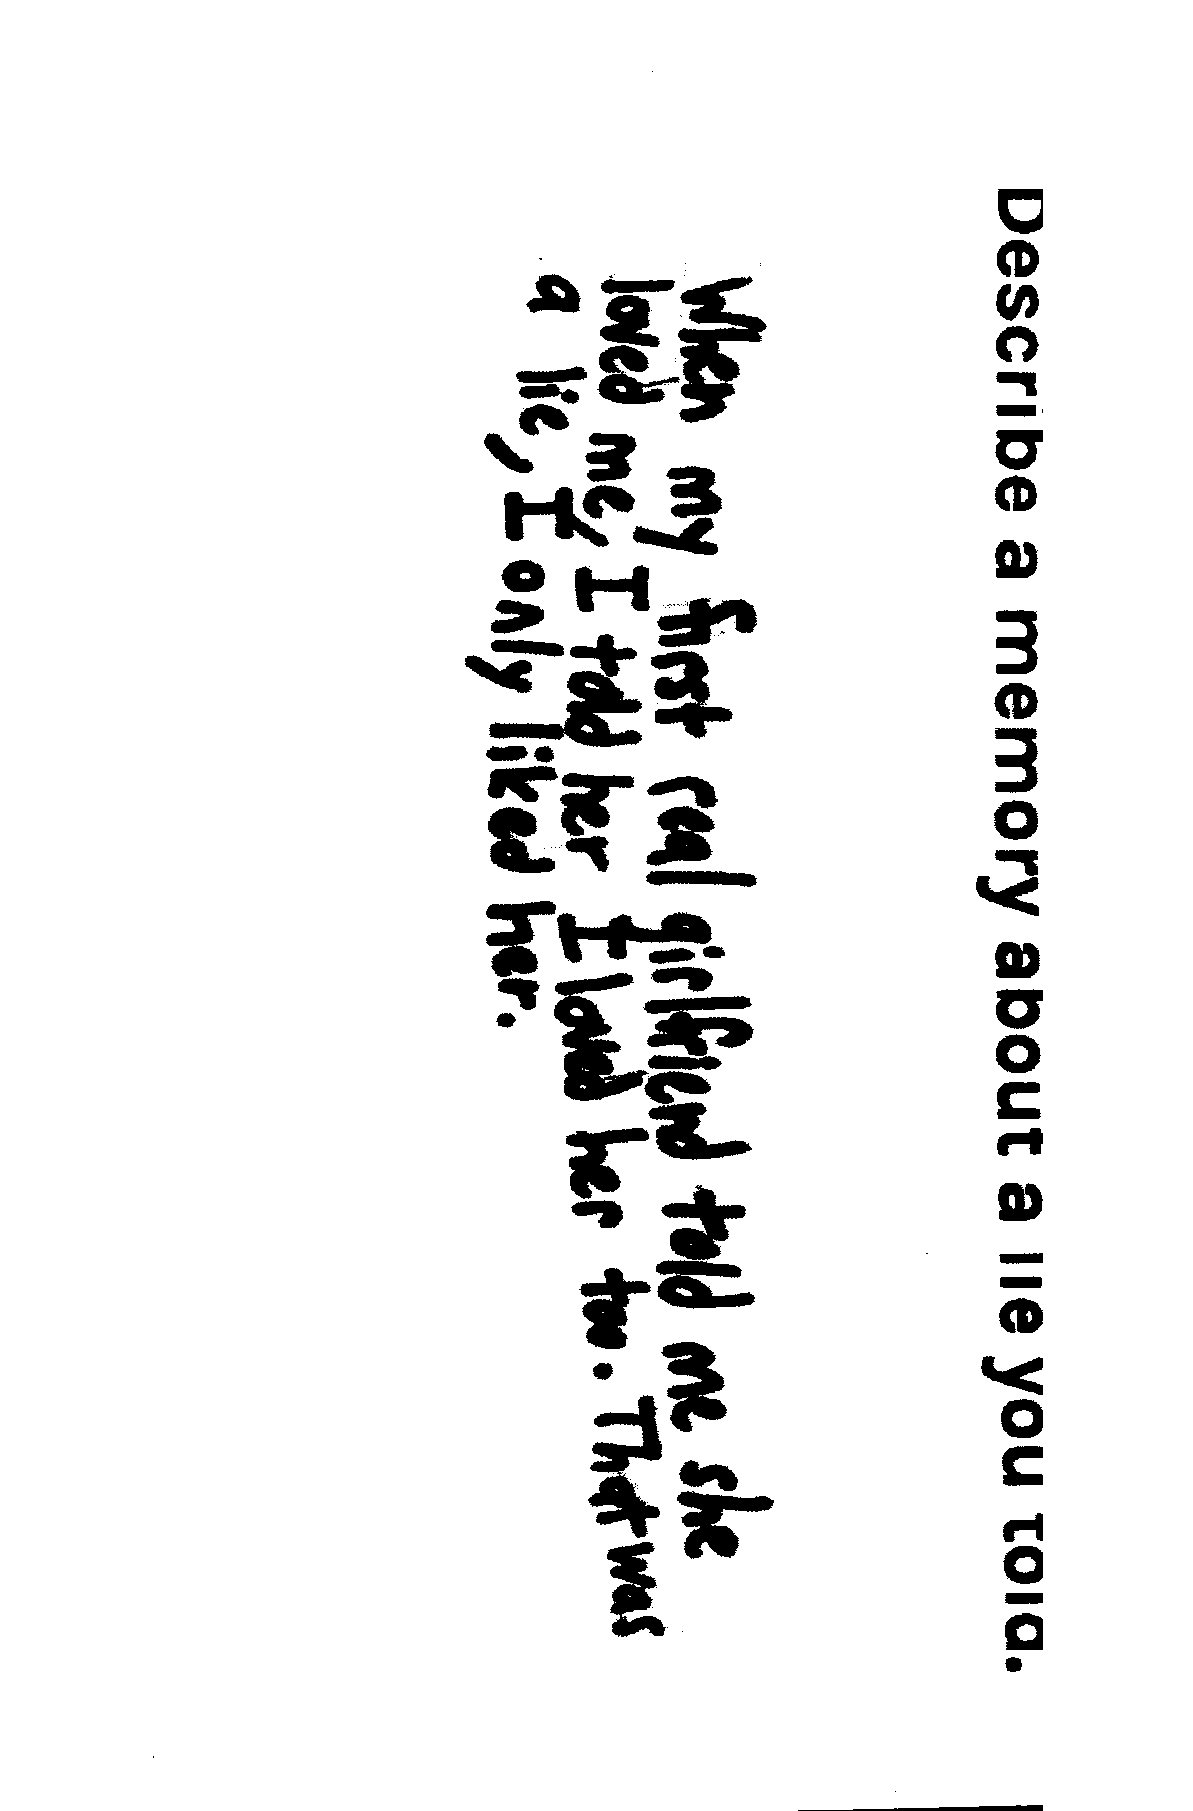 Describe a memory about a lie you told.
When my first real girlfriend told me she
loved me, I told her I loved her too. That was
a lie, I only liked her.